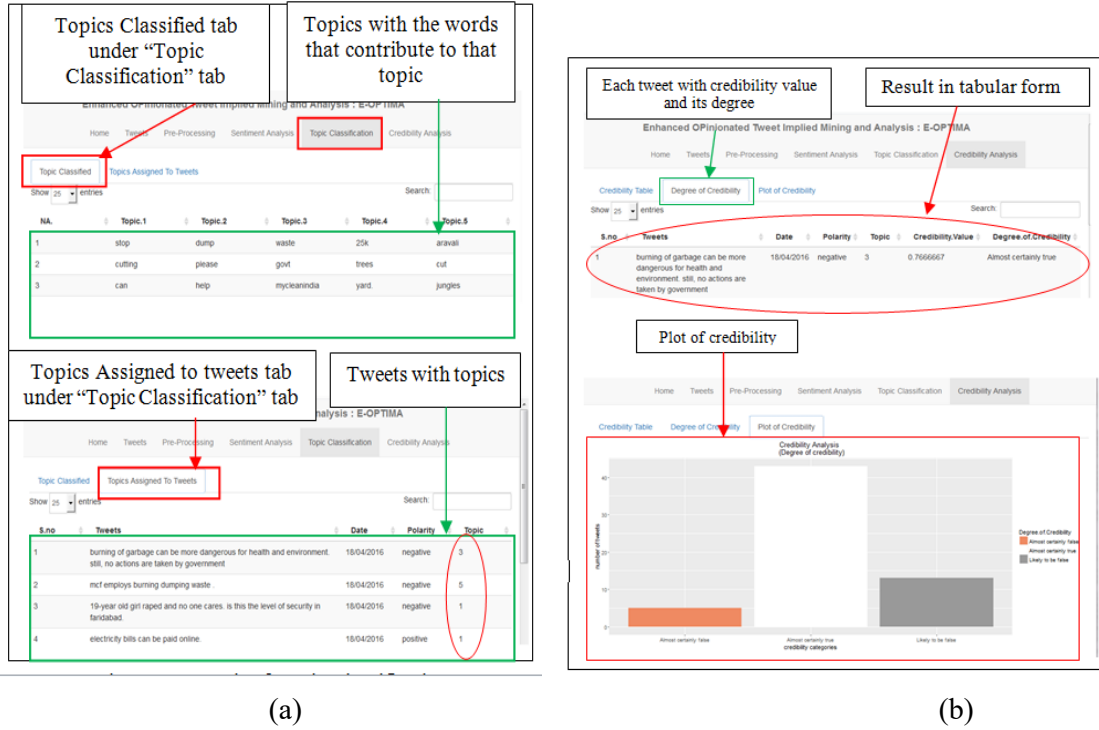 Topics Classified tab
under “Topic
Classification” tab
Topics with the words
that contribute to that
topic
Enhanced OPinionated Tweet Implied Mining and Analysis : E-OPTIMA
Home Tweets Pre-Processing Sentiment Analysis Topic Classification Credibility Analysis
Topic Classified Topics Assigned To Tweets
Show 25 entries Search:
NA. Topic.1 Topic.2 Topic.3 Topic.4 Topic.5
1 stop dump waste 25k aravali
2 cutting please govt trees cut
3 can help mycleanindia yard. jungles
Topics Assigned to tweets tab
under “Topic Classification” tab
Tweets with topics
nalysis : E-OPTIMA
Home Tweets Pre-Processing Sentiment Analysis Topic Classification Credibility Analysis
Topic Classified Topics Assigned To Tweets
Show 25 entries Search:
S.no Tweets Date Polarity Topic
1 burning of garbage can be more dangerous for health and environment. 18/04/2016 negative 3
still, no actions are taken by government
2 mcf employs burning dumping waste . 18/04/2016 negative 5
3 19-year old girl raped and no one cares. is this the level of security in 18/04/2016 negative 1
faridabad.
4 electricity bills can be paid online. 18/04/2016 positive 1
(a)
Each tweet with credibility value
and its degree
Result in tabular form
Enhanced OPinionated Tweet Implied Mining and Analysis : E-OPTIMA
Home Tweets Pre-Processing Sentiment Analysis Topic Classification Credibility Analysis
Credibility Table Degree of Credibility Plot of Credibility
Show 25 entries Search:
S.no Tweets Date Polarity Topic Credibility.Value Degree.of.Credibility
1 burning of garbage can be more 18/04/2016 negative 3 0.7666667 Almost certainly true
dangerous for health and
environment. still, no actions are
taken by government
Plot of credibility
Home Tweets Pre-Processing Sentiment Analysis Topic Classification Credibility Analysis
Credibility Table Degree of Credibility Plot of Credibility
Credibility Analysis
(Degree of credibility)
number of tweets
40
30
20
10
0
Almost certainly false Almost certainly true Likely to be false
credibility categories
Degree of Credibility
Almost certainly false
Almost certainly true
Likely to be false
(b)